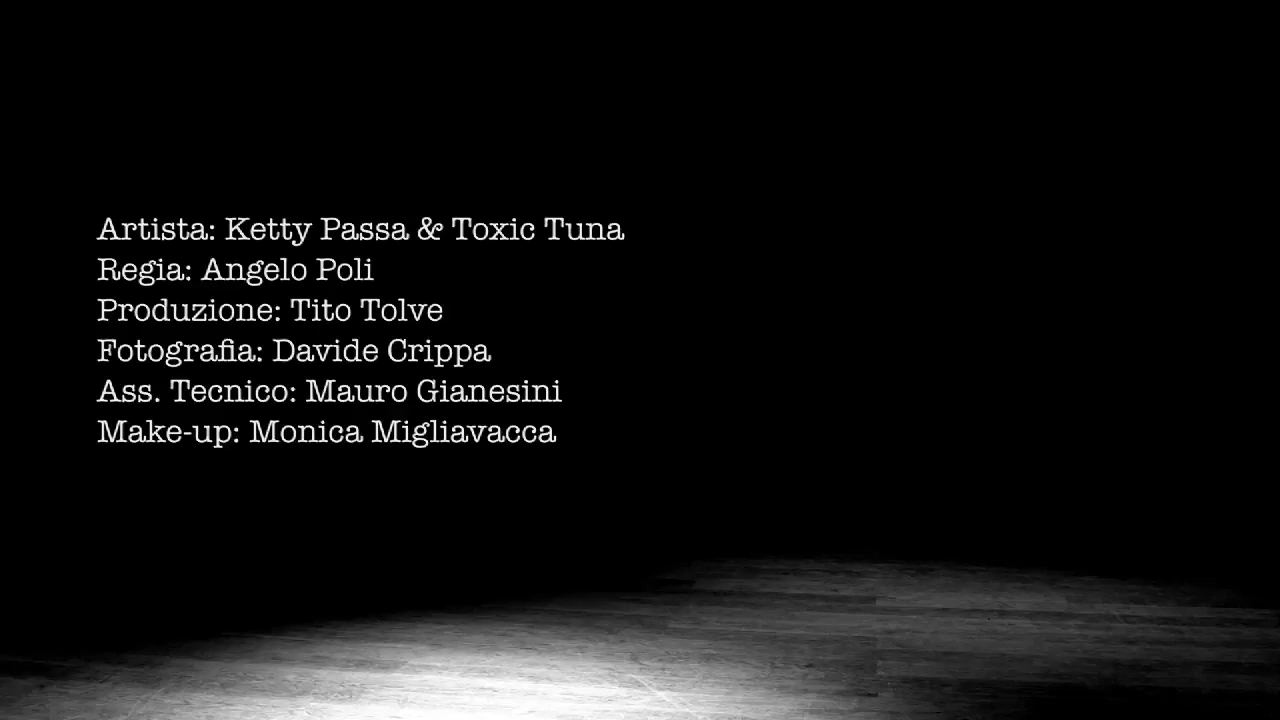 Artista: Ketty Passa & Toxic Tuna
Regia: Angelo Poli
Produzione: Tito Tolve
Fotografia: Davide Crippa
Ass. Tecnico: Mauro Gianesini
Make-up: Monica Migliavacca